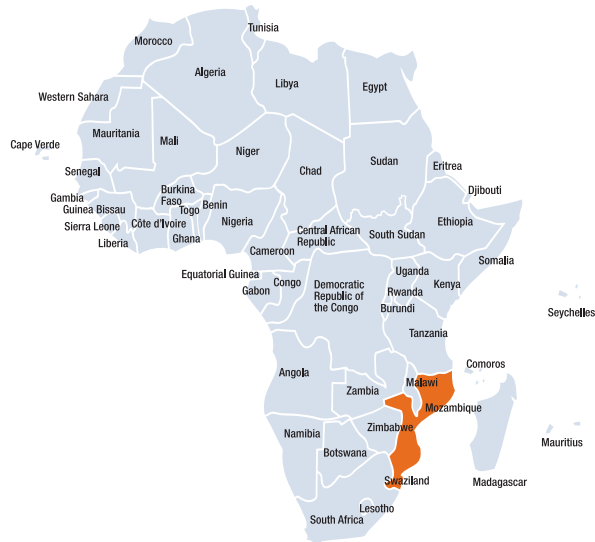 Tunisia
Morocco
Algeria
Libya
Egypt
Western Sahara
Mauritania
Mali
Niger
Chad
Sudan
Eritrea
Cape Verde
Senegal
Djibouti
Gambia
Burkina
Faso
Benin
Guinea Bissau
Togo
Nigeria
Ethiopia
Sierra Leone
Côte d'Ivoire
Ghana
Central African
Republic
South Sudan
Liberia
Cameroon
Somalia
Equatorial Guinea
Gabon
Congo
Democratic
Republic of
the Congo
Uganda
Rwanda
Kenya
Burundi
Seychelles
Tanzania
Comoros
Angola
Malawi
Zambia
Mozambique
Namibia
Zimbabwe
Mauritius
Botswana
Swaziland
Madagascar
Lesotho
South Africa